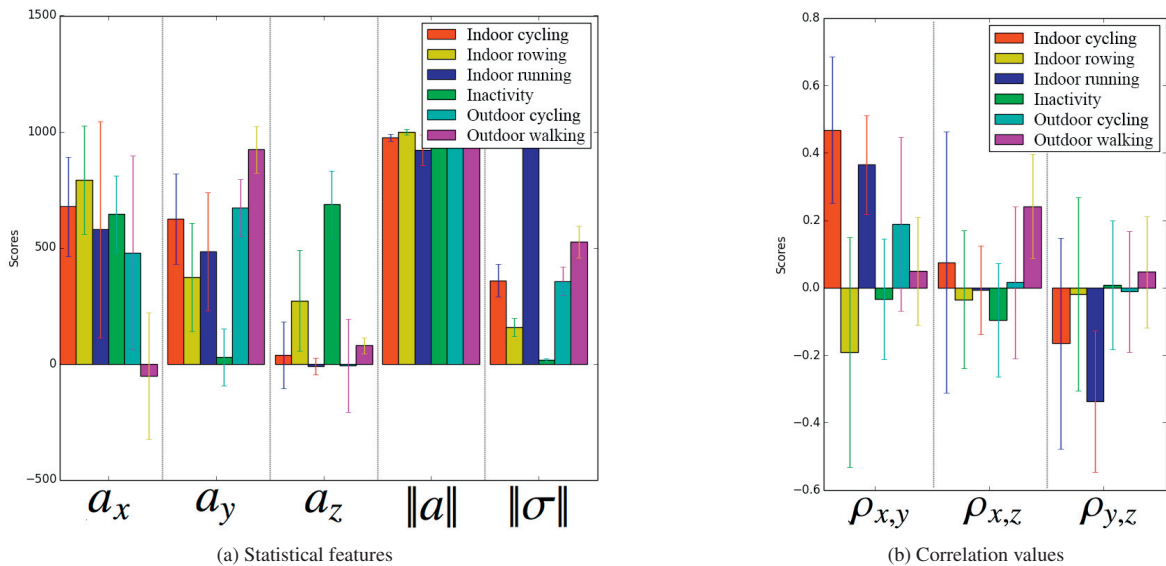 1500
1000
500
0
−500
Scores
Indoor cycling
Indoor rowing
Indoor running
Inactivity
Outdoor cycling
Outdoor walking
a_x a_y a_z ‖a‖ ‖σ‖
(a) Statistical features
0.8
0.6
0.4
0.2
0.0
−0.2
−0.4
−0.6
Scores
Indoor cycling
Indoor rowing
Indoor running
Inactivity
Outdoor cycling
Outdoor walking
ρ_x,y ρ_x,z ρ_y,z
(b) Correlation values